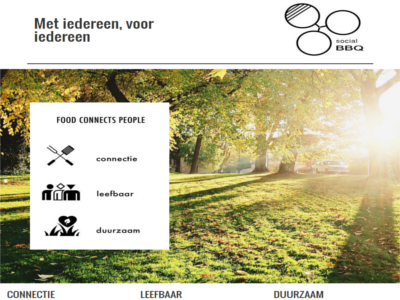 Met iedereen, voor
iedereen
social
BBQ
FOOD CONNECTS PEOPLE
connectie
leefbaar
duurzaam
CONNECTIE
LEEFBAAR
DUURZAAM